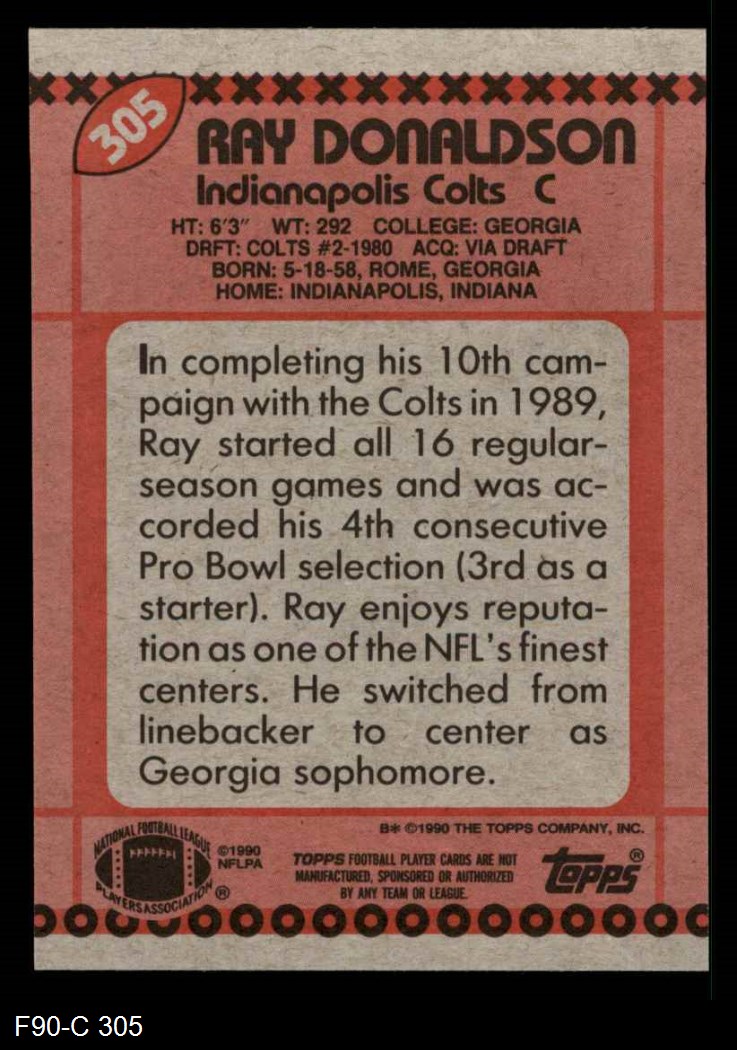 305
RAY DONALDSON
Indianapolis Colts C
HT: 6'3" WT: 292 COLLEGE: GEORGIA
DRFT: COLTS #2-1980 ACQ: VIA DRAFT
BORN: 5-18-58, ROME, GEORGIA
HOME: INDIANAPOLIS, INDIANA
In completing his 10th cam-
paign with the Colts in 1989,
Ray started all 16 regular-
season games and was ac-
corded his 4th consecutive
Pro Bowl selection (3rd as a
starter). Ray enjoys reputa-
tion as one of the NFL's finest
centers. He switched from
linebacker to center as
Georgia sophomore.
B* ©1990 THE TOPPS COMPANY, INC.
NATIONAL FOOTBALL LEAGUE
PLAYERS ASSOCIATION ®
©1990
NFLPA
TOPPS FOOTBALL PLAYER CARDS ARE NOT
MANUFACTURED, SPONSORED OR AUTHORIZED
BY ANY TEAM OR LEAGUE.
topps®
F90-C 305